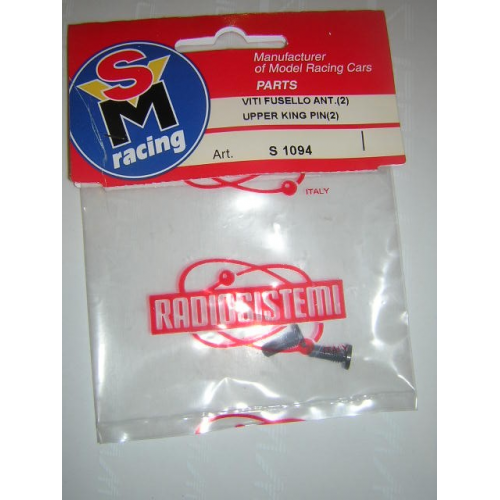 SM
racing
Manufacturer
of Model Racing Cars
PARTS
VITI FUSELLO ANT.(2)
UPPER KING PIN(2)
Art. S 1094
ITALY
RADIOSISTEMI